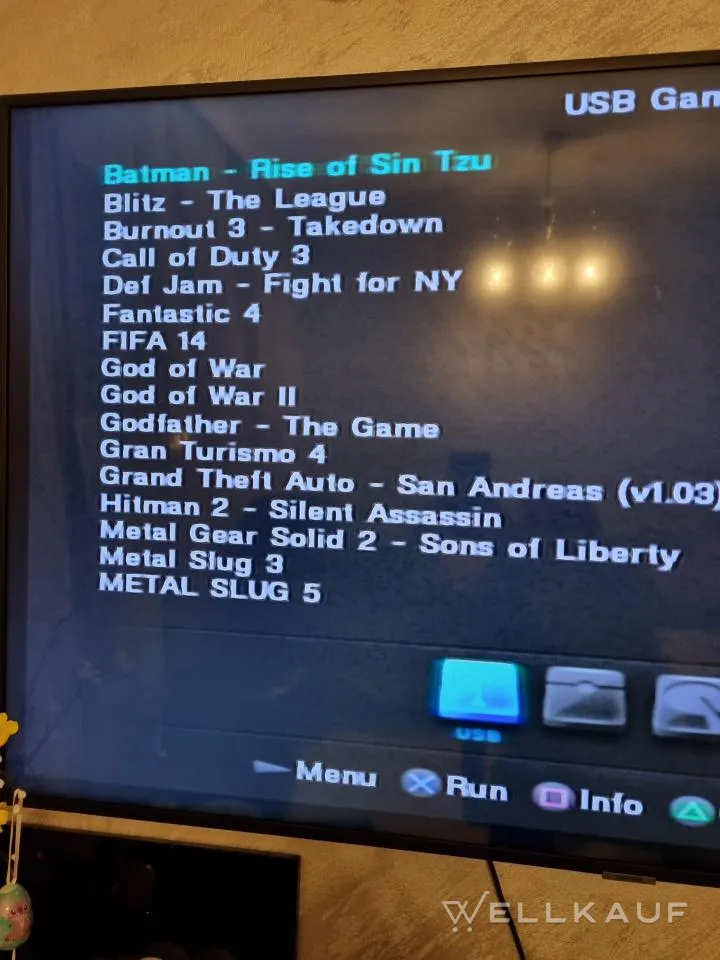 USB Gam
Batman - Rise of Sin Tzu
Blitz - The League
Burnout 3 - Takedown
Call of Duty 3
Def Jam - Fight for NY
Fantastic 4
FIFA 14
God of War
God of War II
Godfather - The Game
Gran Turismo 4
Grand Theft Auto - San Andreas (v1.03)
Hitman 2 - Silent Assassin
Metal Gear Solid 2 - Sons of Liberty
Metal Slug 3
METAL SLUG 5
USB
Menu Run Info
WELLKAUF